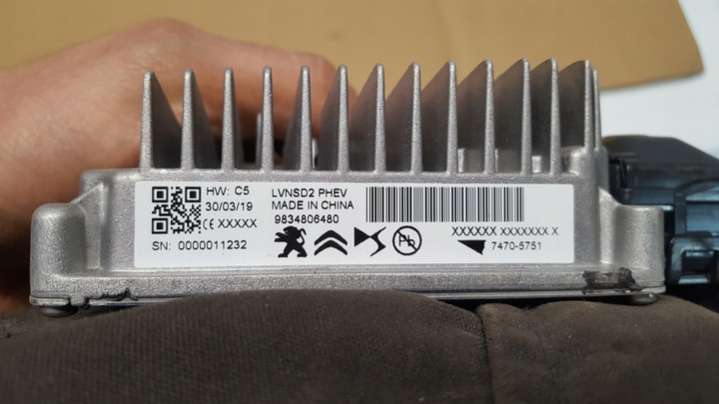 HW: C5
30/03/19
CE XXXXX
SN: 0000011232
LVNSD2 PHEV
MADE IN CHINA
9834806480
Pb
XXXXXX XXXXXXX X
7470-5751